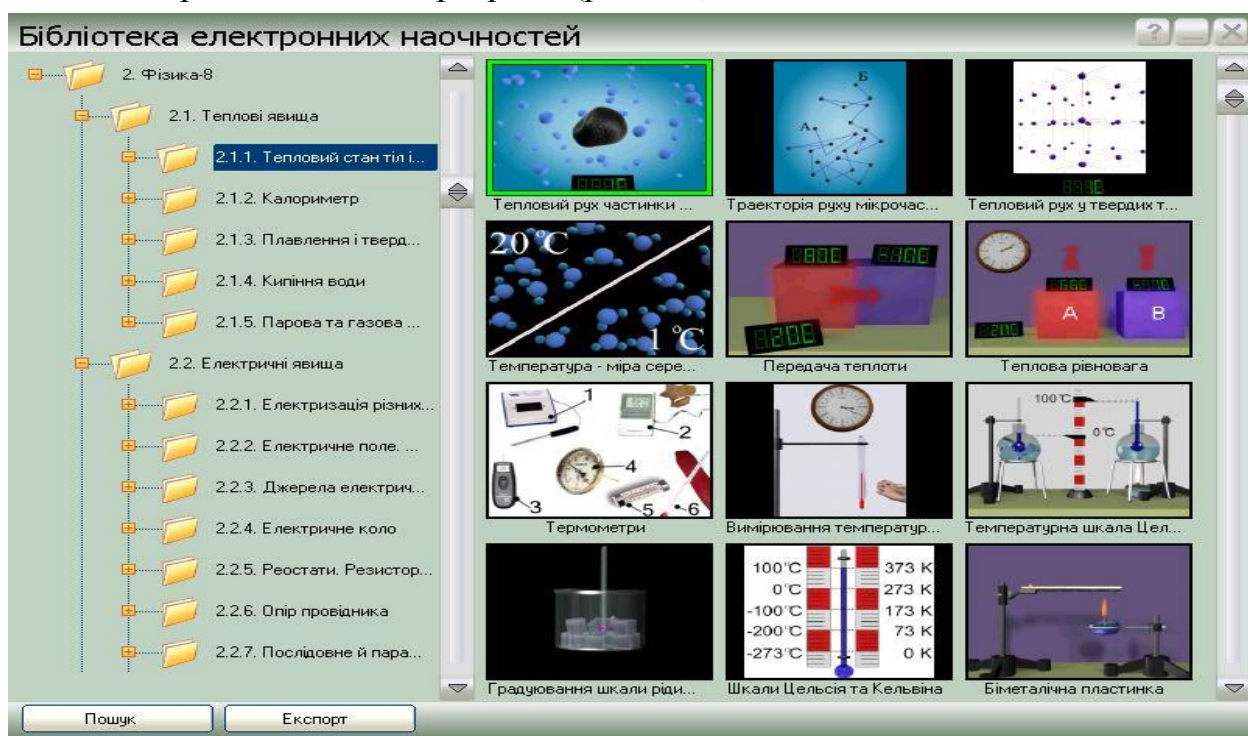 Бібліотека електронних наочностей
2. Фізика-8
2.1. Теплові явища
2.1.1. Тепловий стан тіл і...
2.1.2. Калориметр
2.1.3. Плавлення і тверд...
2.1.4. Кипіння води
2.1.5. Парова та газова ...
2.2. Електричні явища
2.2.1. Електризація різних...
2.2.2. Електричне поле. ...
2.2.3. Джерела електрич...
2.2.4. Електричне коло
2.2.5. Реостати. Резистор...
2.2.6. Опір провідника
2.2.7. Послідовне й пара...
Б
А
Тепловий рух частинки ...
Траекторія руху мікрочас...
Тепловий рух у твердих т...
20 °C
1 °C
A
B
Температура - міра сере...
Передача теплоти
Теплова рівновага
1
2
3
4
5
6
100°C
0°C
Термометри
Вимірювання температур...
Температурна шкала Цел...
100°C 373 K
0°C 273 K
-100°C 173 K
-200°C 73 K
-273°C 0 K
Градуювання шкали ріди...
Шкали Цельсія та Кельвіна
Біметалічна пластинка
Пошук
Експорт